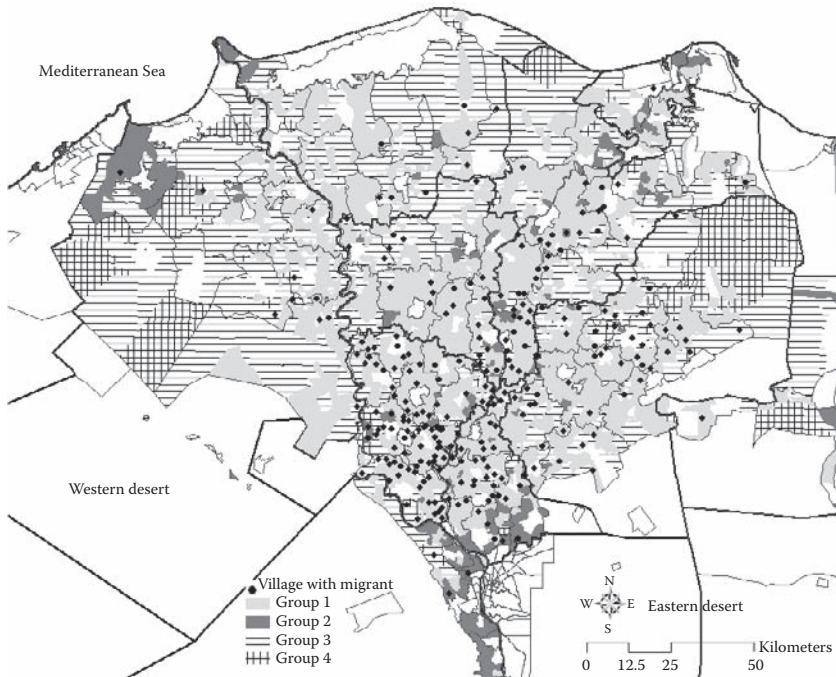 Mediterranean Sea
Western desert
Village with migrant
Group 1
Group 2
Group 3
Group 4
N
W E
S
Eastern desert
Kilometers
0 12.5 25 50